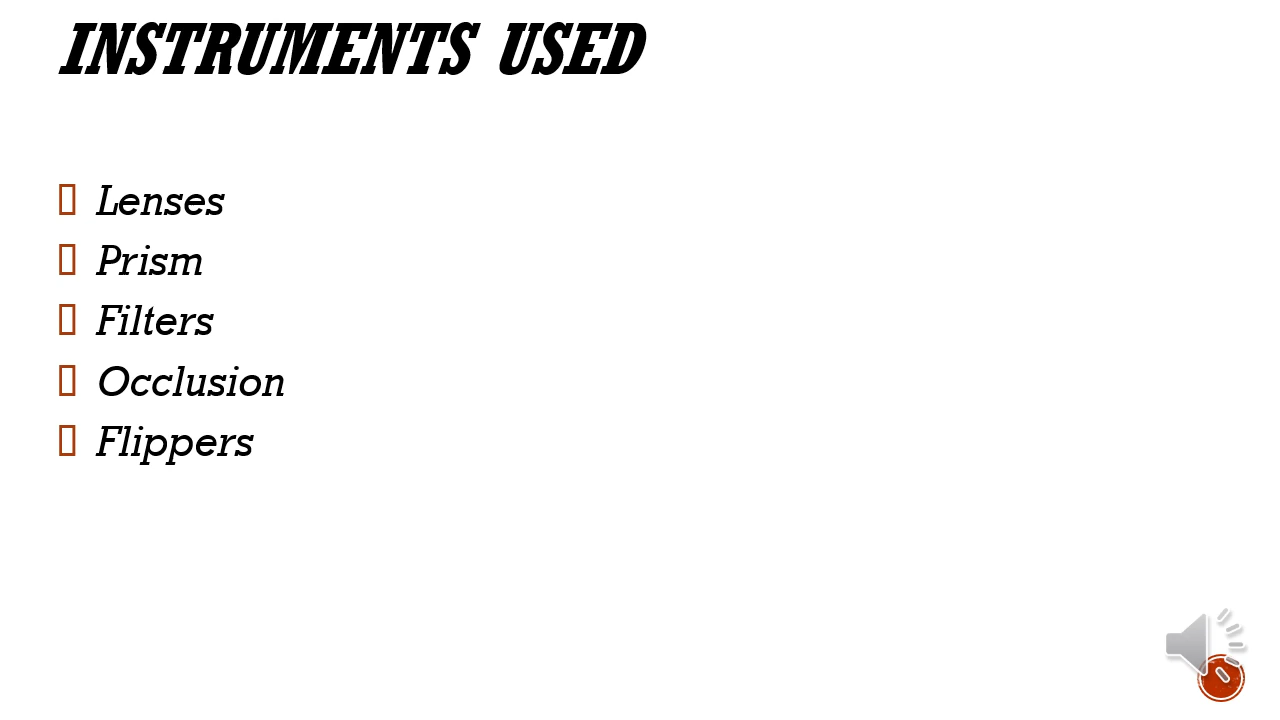 INSTRUMENTS USED
Lenses
Prism
Filters
Occlusion
Flippers